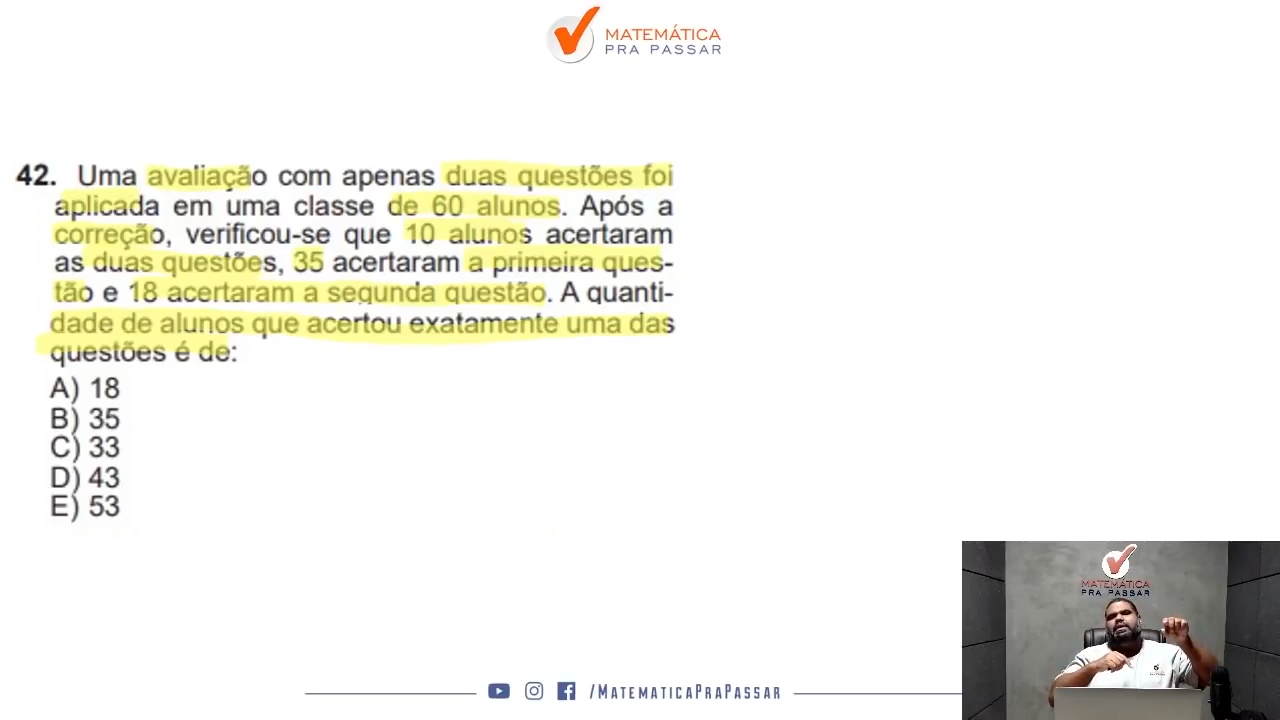 MATEMÁTICA
PRA PASSAR
42. Uma avaliação com apenas duas questões foi
aplicada em uma classe de 60 alunos. Após a
correção, verificou-se que 10 alunos acertaram
as duas questões, 35 acertaram a primeira ques-
tão e 18 acertaram a segunda questão. A quanti-
dade de alunos que acertou exatamente uma das
questões é de:
A) 18
B) 35
C) 33
D) 43
E) 53
MATEMÁTICA
PRA PASSAR
/MATEMATICAPRAPASSAR